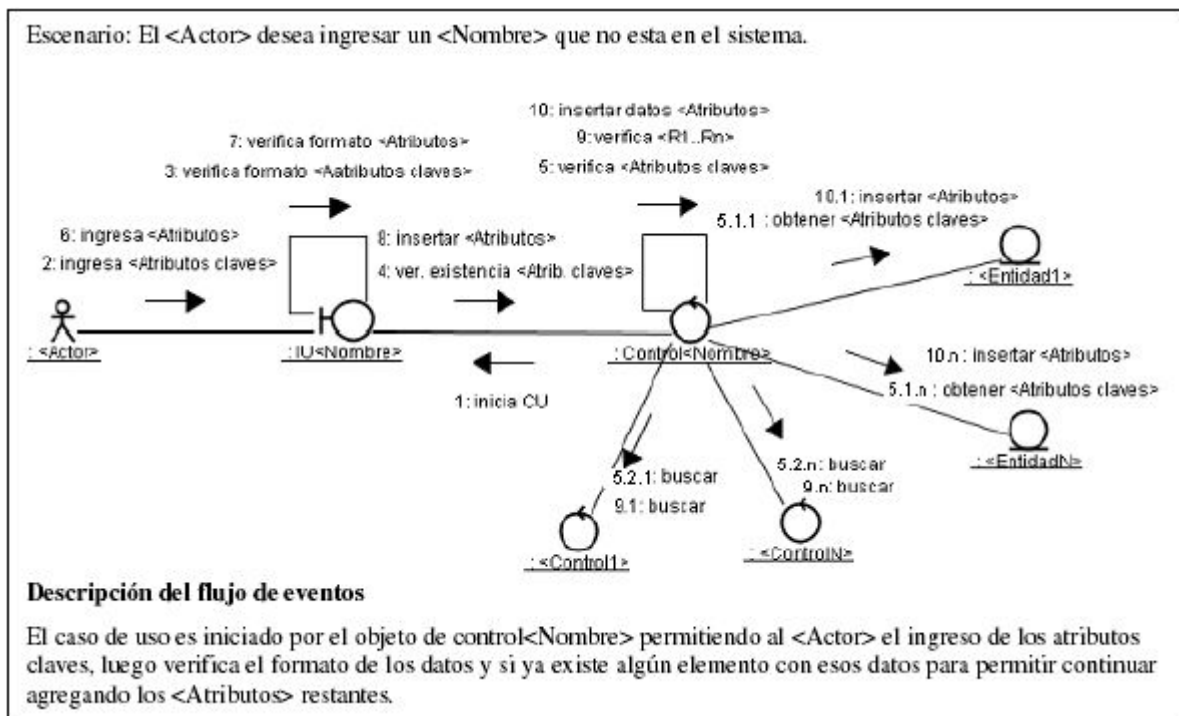 Escenario: El <Actor> desea ingresar un <Nombre> que no esta en el sistema.
10: insertar datos <Atributos>
7: verifica formato <Atributos>
9: verifica <R1..Rn>
3: verifica formato <Aatributos claves>
5: verifica <Atributos claves>
10.1: insertar <Atributos>
5.1.1 : obtener <Atributos claves>
6: ingresa <Atributos>
8: insertar <Atributos>
2: ingresa <Atributos claves>
4: ver. existencia <Atrib. claves>
: <Entidad1>
: <Actor>
: IU<Nombre>
: Control<Nombre>
10.n : insertar <Atributos>
5.1.n : obtener <Atributos claves>
1: inicia CU
: <EntidadN>
5.2.1: buscar
5.2.n: buscar
9.1: buscar
9.n: buscar
: <Control1>
: <ControlN>
Descripción del flujo de eventos
El caso de uso es iniciado por el objeto de control<Nombre> permitiendo al <Actor> el ingreso de los atributos
claves, luego verifica el formato de los datos y si ya existe algún elemento con esos datos para permitir continuar
agregando los <Atributos> restantes.